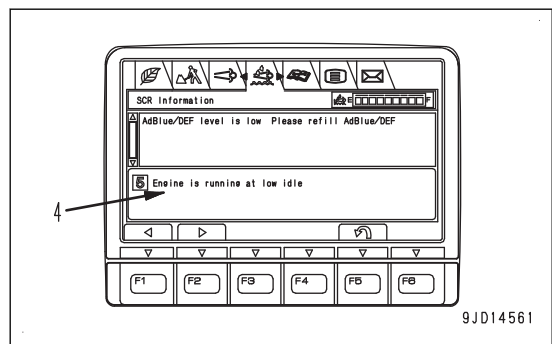 SCR Information
E F
AdBlue/DEF level is low Please refill AdBlue/DEF
5 Engine is running at low idle
4
F1 F2 F3 F4 F5 F6
9JD14561